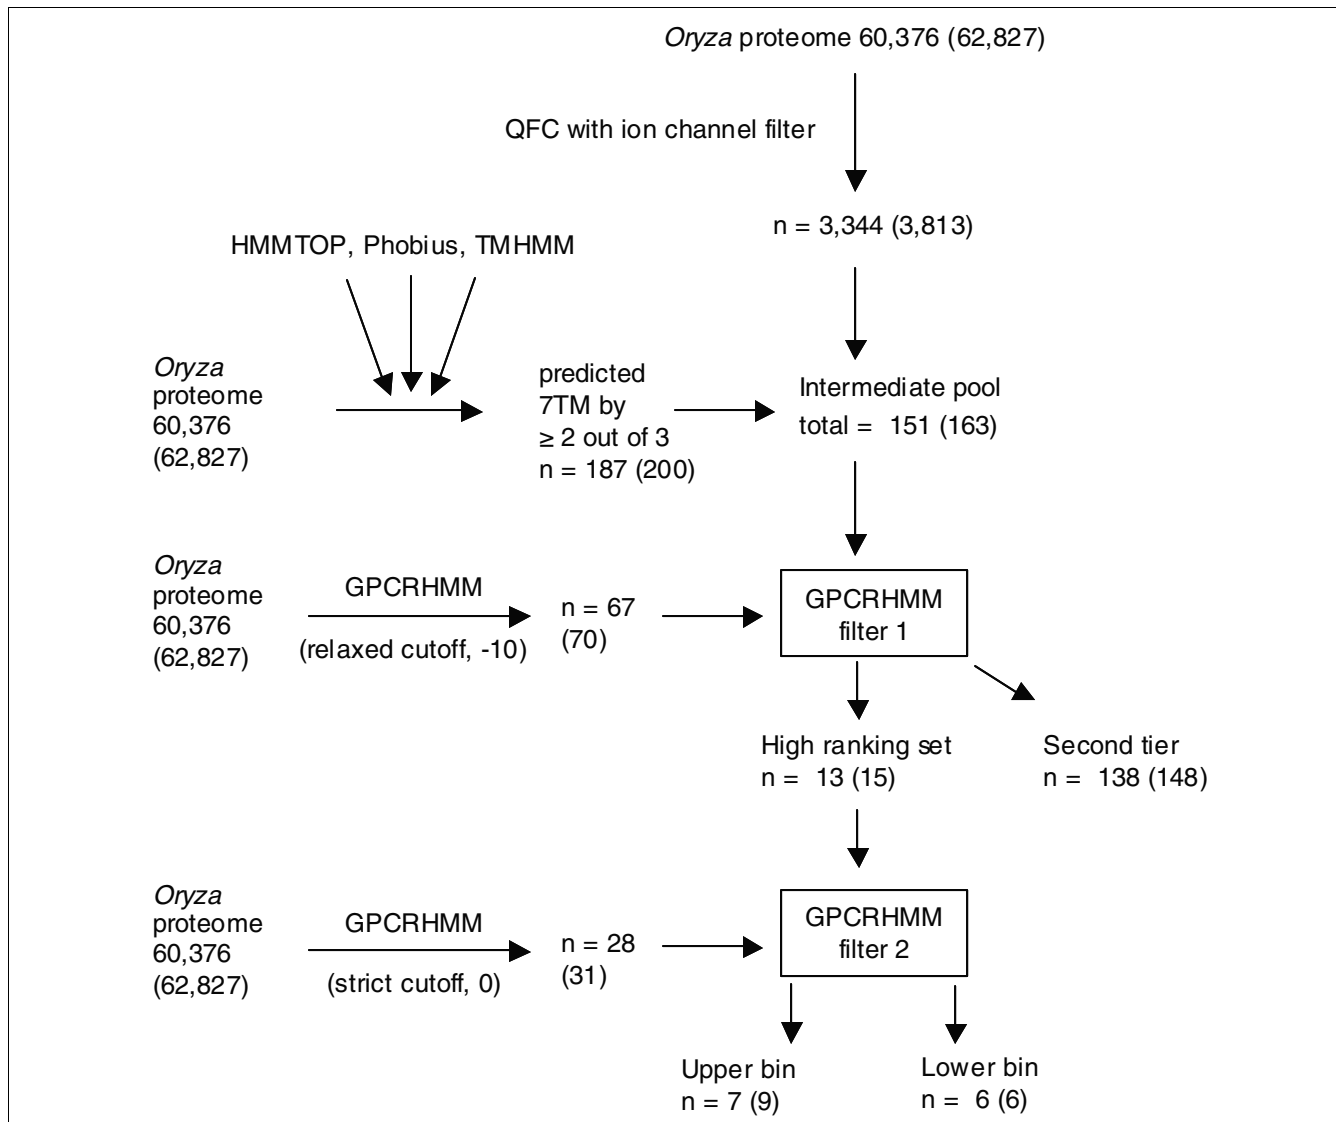 Oryza proteome 60,376 (62,827)
QFC with ion channel filter
n = 3,344 (3,813)
HMMTOP, Phobius, TMHMM
Oryza
proteome
60,376
(62,827)
predicted
7TM by
≥ 2 out of 3
n = 187 (200)
Intermediate pool
total = 151 (163)
Oryza
proteome
60,376
(62,827)
GPCRHMM
(relaxed cutoff, -10)
n = 67
(70)
GPCRHMM
filter 1
High ranking set
n = 13 (15)
Second tier
n = 138 (148)
Oryza
proteome
60,376
(62,827)
GPCRHMM
(strict cutoff, 0)
n = 28
(31)
GPCRHMM
filter 2
Upper bin
n = 7 (9)
Lower bin
n = 6 (6)